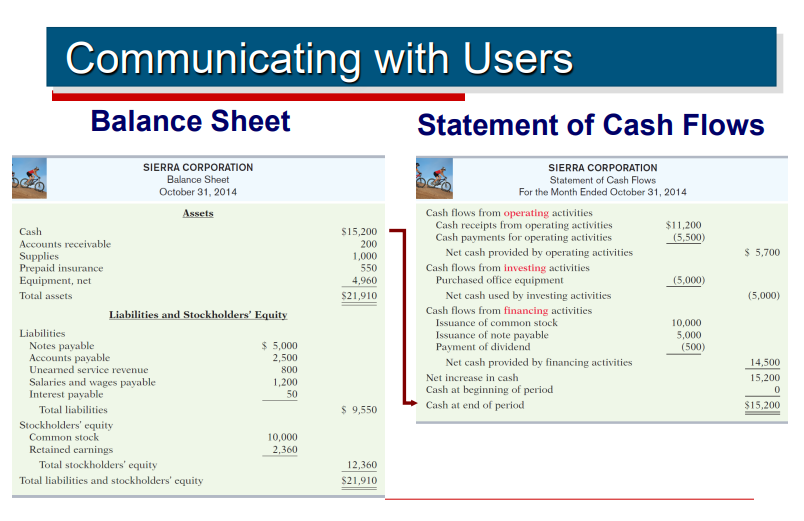 Communicating with Users
Balance Sheet
SIERRA CORPORATION
Balance Sheet
October 31, 2014
Assets
Cash $15,200
Accounts receivable 200
Supplies 1,000
Prepaid insurance 550
Equipment, net 4,960
Total assets $21,910
Liabilities and Stockholders' Equity
Liabilities
Notes payable $ 5,000
Accounts payable 2,500
Unearned service revenue 800
Salaries and wages payable 1,200
Interest payable 50
Total liabilities $ 9,550
Stockholders' equity
Common stock 10,000
Retained earnings 2,360
Total stockholders' equity 12,360
Total liabilities and stockholders' equity $21,910
Statement of Cash Flows
SIERRA CORPORATION
Statement of Cash Flows
For the Month Ended October 31, 2014
Cash flows from operating activities
Cash receipts from operating activities $11,200
Cash payments for operating activities (5,500)
Net cash provided by operating activities $ 5,700
Cash flows from investing activities
Purchased office equipment (5,000)
Net cash used by investing activities (5,000)
Cash flows from financing activities
Issuance of common stock 10,000
Issuance of note payable 5,000
Payment of dividend (500)
Net cash provided by financing activities 14,500
Net increase in cash 15,200
Cash at beginning of period 0
Cash at end of period $15,200